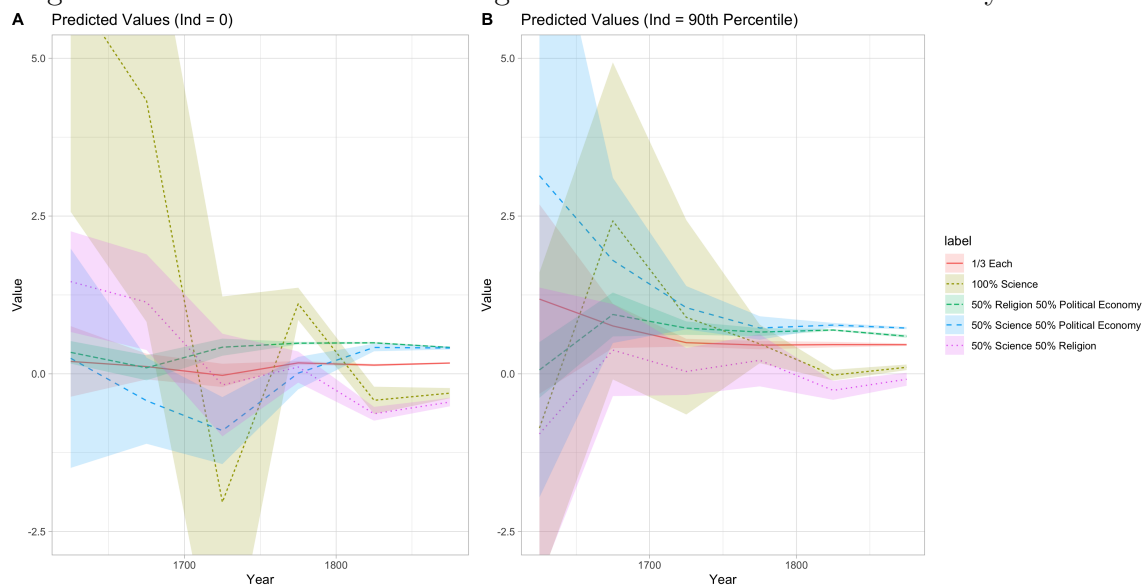 A Predicted Values (Ind = 0)
5.0
2.5
0.0
-2.5
Value
1700
1800
Year
B Predicted Values (Ind = 90th Percentile)
5.0
2.5
0.0
-2.5
Value
1700
1800
Year
label
1/3 Each
100% Science
50% Religion 50% Political Economy
50% Science 50% Political Economy
50% Science 50% Religion